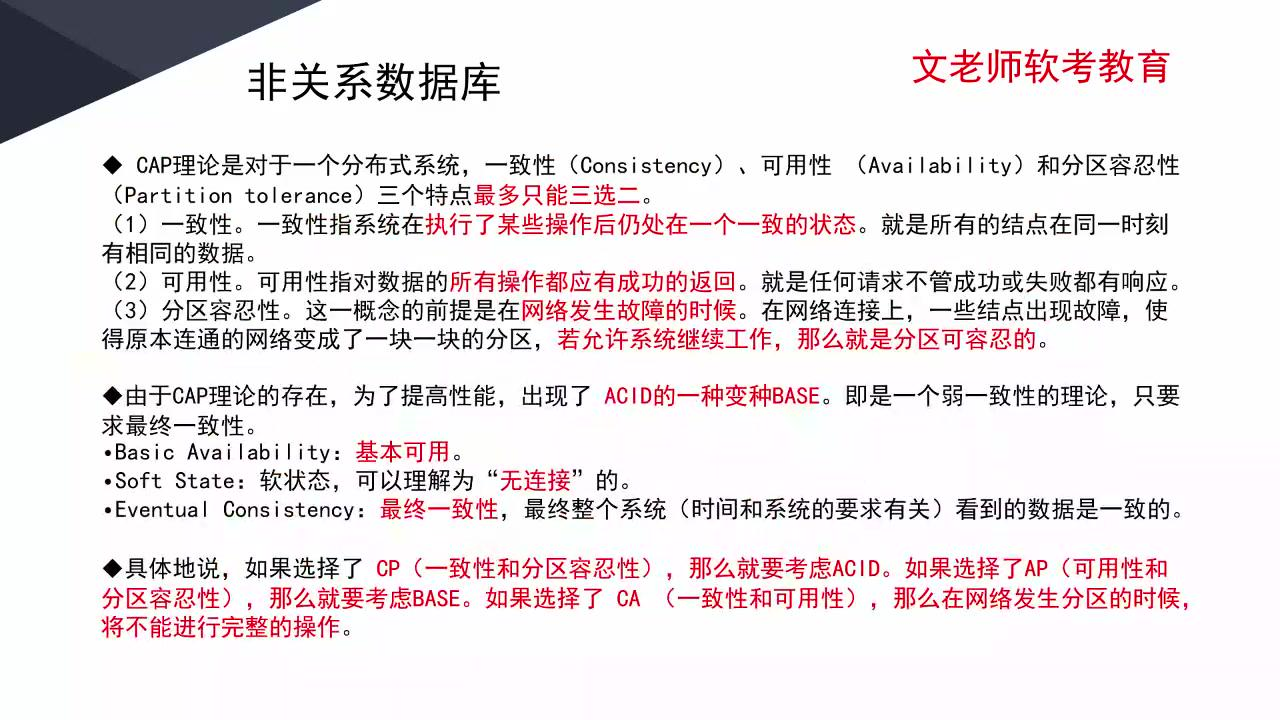 非关系数据库
文老师软考教育
◆ CAP理论是对于一个分布式系统，一致性（Consistency）、可用性 （Availability）和分区容忍性
（Partition tolerance）三个特点最多只能三选二。
（1）一致性。一致性指系统在执行了某些操作后仍处在一个一致的状态。就是所有的结点在同一时刻
有相同的数据。
（2）可用性。可用性指对数据的所有操作都应有成功的返回。就是任何请求不管成功或失败都有响应。
（3）分区容忍性。这一概念的前提是在网络发生故障的时候。在网络连接上，一些结点出现故障，使
得原本连通的网络变成了一块一块的分区，若允许系统继续工作，那么就是分区可容忍的。
◆由于CAP理论的存在，为了提高性能，出现了 ACID的一种变种BASE。即是一个弱一致性的理论，只要
求最终一致性。
•Basic Availability：基本可用。
•Soft State：软状态，可以理解为“无连接”的。
•Eventual Consistency：最终一致性，最终整个系统（时间和系统的要求有关）看到的数据是一致的。
◆具体地说，如果选择了 CP（一致性和分区容忍性），那么就要考虑ACID。如果选择了AP（可用性和
分区容忍性），那么就要考虑BASE。如果选择了 CA （一致性和可用性），那么在网络发生分区的时候，
将不能进行完整的操作。